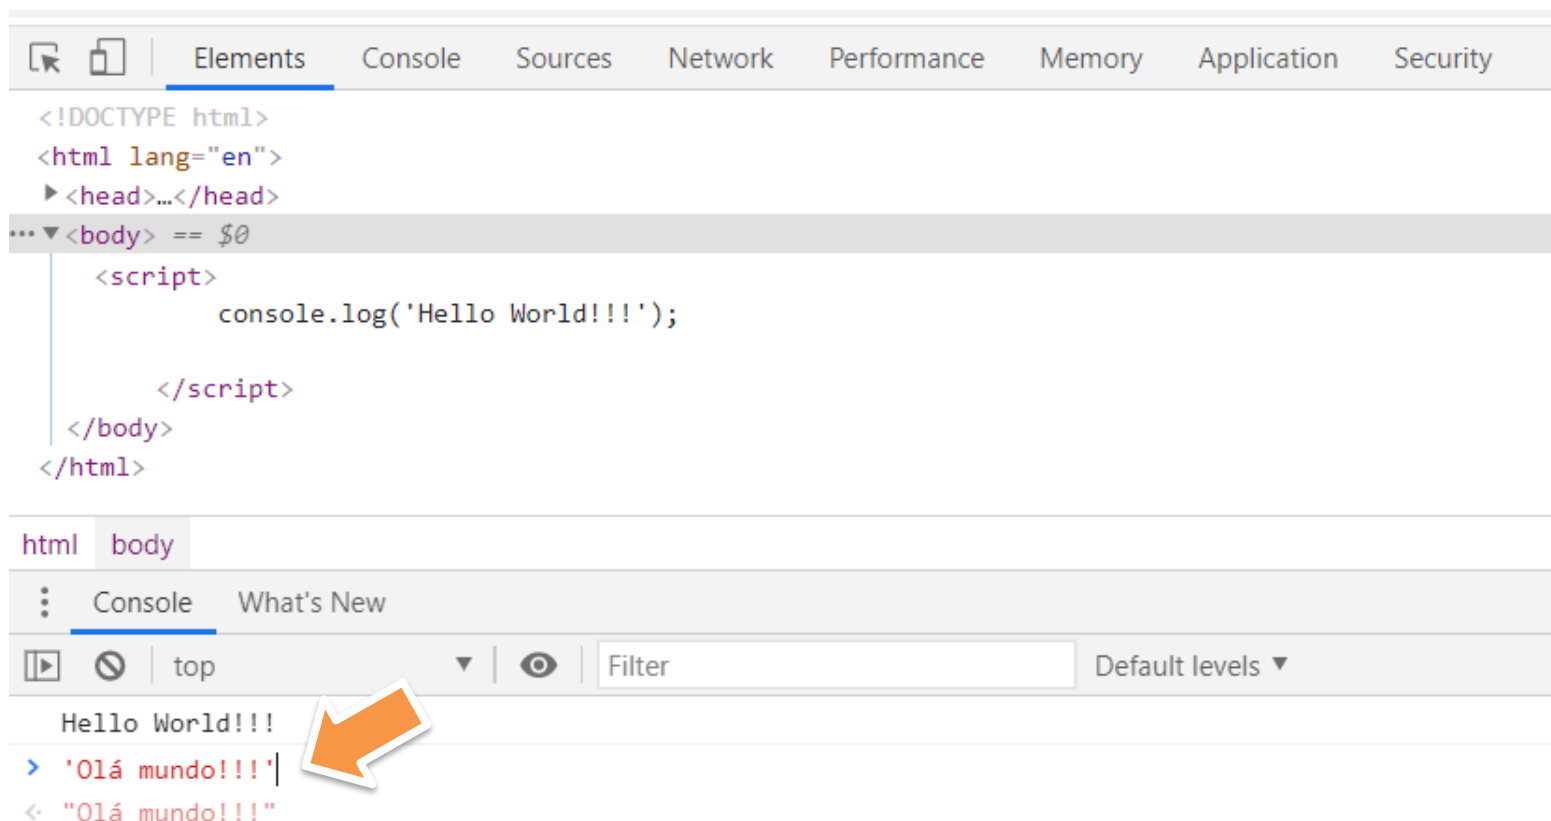 Elements Console Sources Network Performance Memory Application Security
<!DOCTYPE html>
<html lang="en">
<head>…</head>
<body> == $0
<script>
console.log('Hello World!!!');
</script>
</body>
</html>
html body
Console What's New
top Filter Default levels
Hello World!!!
> 'Olá mundo!!!'
"Olá mundo!!!"